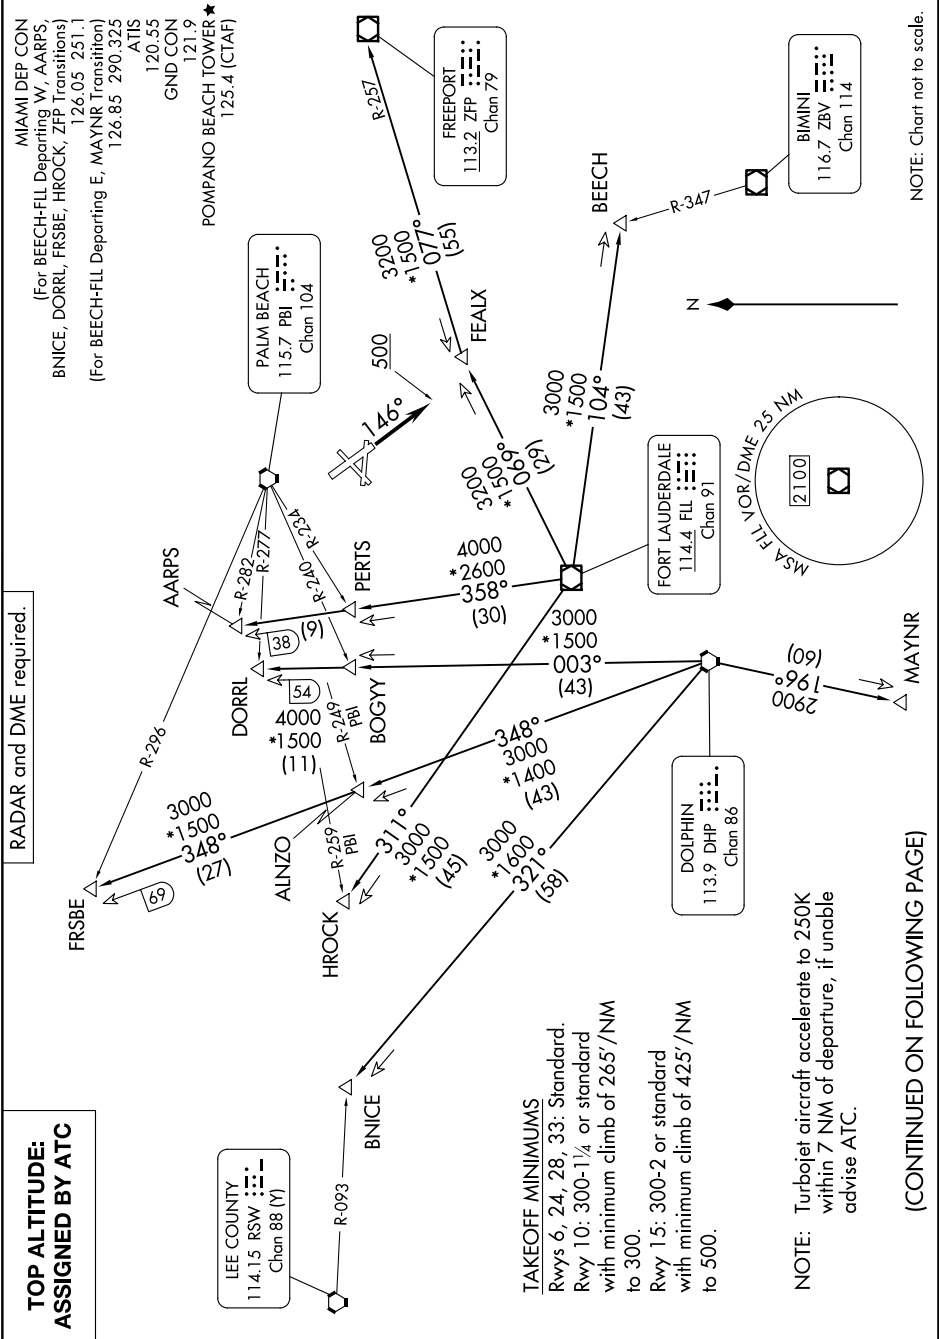 TOP ALTITUDE:
ASSIGNED BY ATC
RADAR and DME required.
MIAMI DEP CON
(For BEECH-FLL Departing W, AARPS,
BNICE, DORRL, FRSBE, HROCK, ZFP Transitions)
126.05 251.1
(For BEECH-FLL Departing E, MAYNR Transititon)
126.85 290.325
ATIS
120.55
GND CON
121.9
POMPANO BEACH TOWER★
125.4 (CTAF)
FRSBE
R-296
69
3000
*1500
348°
(27)
AARPS
R-282
R-277
R-240
R-234
PALM BEACH
115.7 PBI
Chan 104
FREEPORT
113.2 ZFP
Chan 79
R-257
3200
*1500
077°
(55)
FEALX
500
146°
LEE COUNTY
114.15 RSW
Chan 88 (Y)
R-093
BNICE
HROCK
R-259
PBI
ALNZO
R-249
PBI
DORRL
54
4000
*1500
(11)
BOGYY
38
(9)
PERTS
4000
*2600
358°
(30)
3200
*1500
069°
(29)
3000
*1500
104°
(43)
BEECH
R-347
BIMINI
116.7 ZBV
Chan 114
311°
3000
*1500
(45)
348°
3000
*1400
(43)
3000
*1500
003°
(43)
3000
*1600
321°
(58)
FORT LAUDERDALE
114.4 FLL
Chan 91
DOLPHIN
113.9 DHP
Chan 86
2900
196°
(60)
MAYNR
N
MSA FLL VOR/DME 25 NM
2100
TAKEOFF MINIMUMS
Rwys 6, 24, 28, 33: Standard.
Rwy 10: 300-1¼ or standard
with minimum climb of 265'/NM
to 300.
Rwy 15: 300-2 or standard
with minimum climb of 425'/NM
to 500.
NOTE: Turbojet aircraft accelerate to 250K
within 7 NM of departure, if unable
advise ATC.
(CONTINUED ON FOLLOWING PAGE)
NOTE: Chart not to scale.